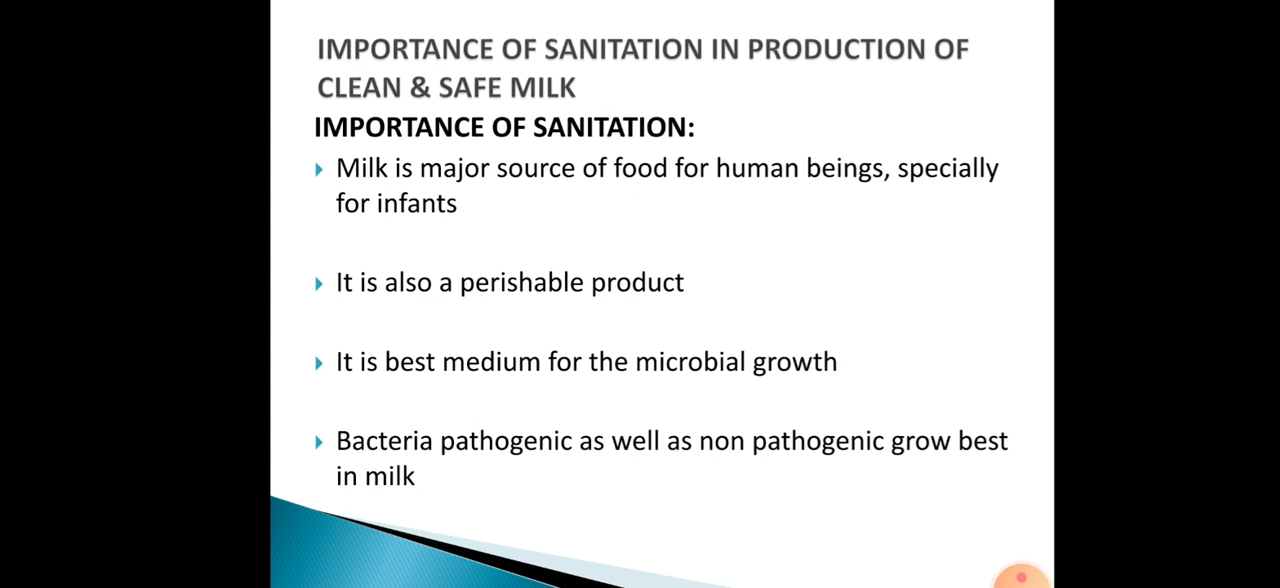 IMPORTANCE OF SANITATION IN PRODUCTION OF
CLEAN & SAFE MILK
IMPORTANCE OF SANITATION:
Milk is major source of food for human beings, specially
for infants
It is also a perishable product
It is best medium for the microbial growth
Bacteria pathogenic as well as non pathogenic grow best
in milk